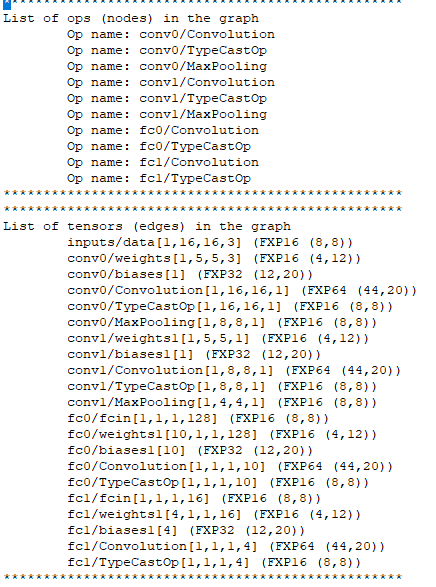 **************************************************
List of ops (nodes) in the graph
Op name: conv0/Convolution
Op name: conv0/TypeCastOp
Op name: conv0/MaxPooling
Op name: conv1/Convolution
Op name: conv1/TypeCastOp
Op name: conv1/MaxPooling
Op name: fc0/Convolution
Op name: fc0/TypeCastOp
Op name: fc1/Convolution
Op name: fc1/TypeCastOp
**************************************************
**************************************************
List of tensors (edges) in the graph
inputs/data[1,16,16,3] (FXP16 (8,8))
conv0/weights[1,5,5,3] (FXP16 (4,12))
conv0/biases[1] (FXP32 (12,20))
conv0/Convolution[1,16,16,1] (FXP64 (44,20))
conv0/TypeCastOp[1,16,16,1] (FXP16 (8,8))
conv0/MaxPooling[1,8,8,1] (FXP16 (8,8))
conv1/weights1[1,5,5,1] (FXP16 (4,12))
conv1/biases1[1] (FXP32 (12,20))
conv1/Convolution[1,8,8,1] (FXP64 (44,20))
conv1/TypeCastOp[1,8,8,1] (FXP16 (8,8))
conv1/MaxPooling[1,4,4,1] (FXP16 (8,8))
fc0/fcin[1,1,1,128] (FXP16 (8,8))
fc0/weights1[10,1,1,128] (FXP16 (4,12))
fc0/biases1[10] (FXP32 (12,20))
fc0/Convolution[1,1,1,10] (FXP64 (44,20))
fc0/TypeCastOp[1,1,1,10] (FXP16 (8,8))
fc1/fcin[1,1,1,16] (FXP16 (8,8))
fc1/weights1[4,1,1,16] (FXP16 (4,12))
fc1/biases1[4] (FXP32 (12,20))
fc1/Convolution[1,1,1,4] (FXP64 (44,20))
fc1/TypeCastOp[1,1,1,4] (FXP16 (8,8))
**************************************************